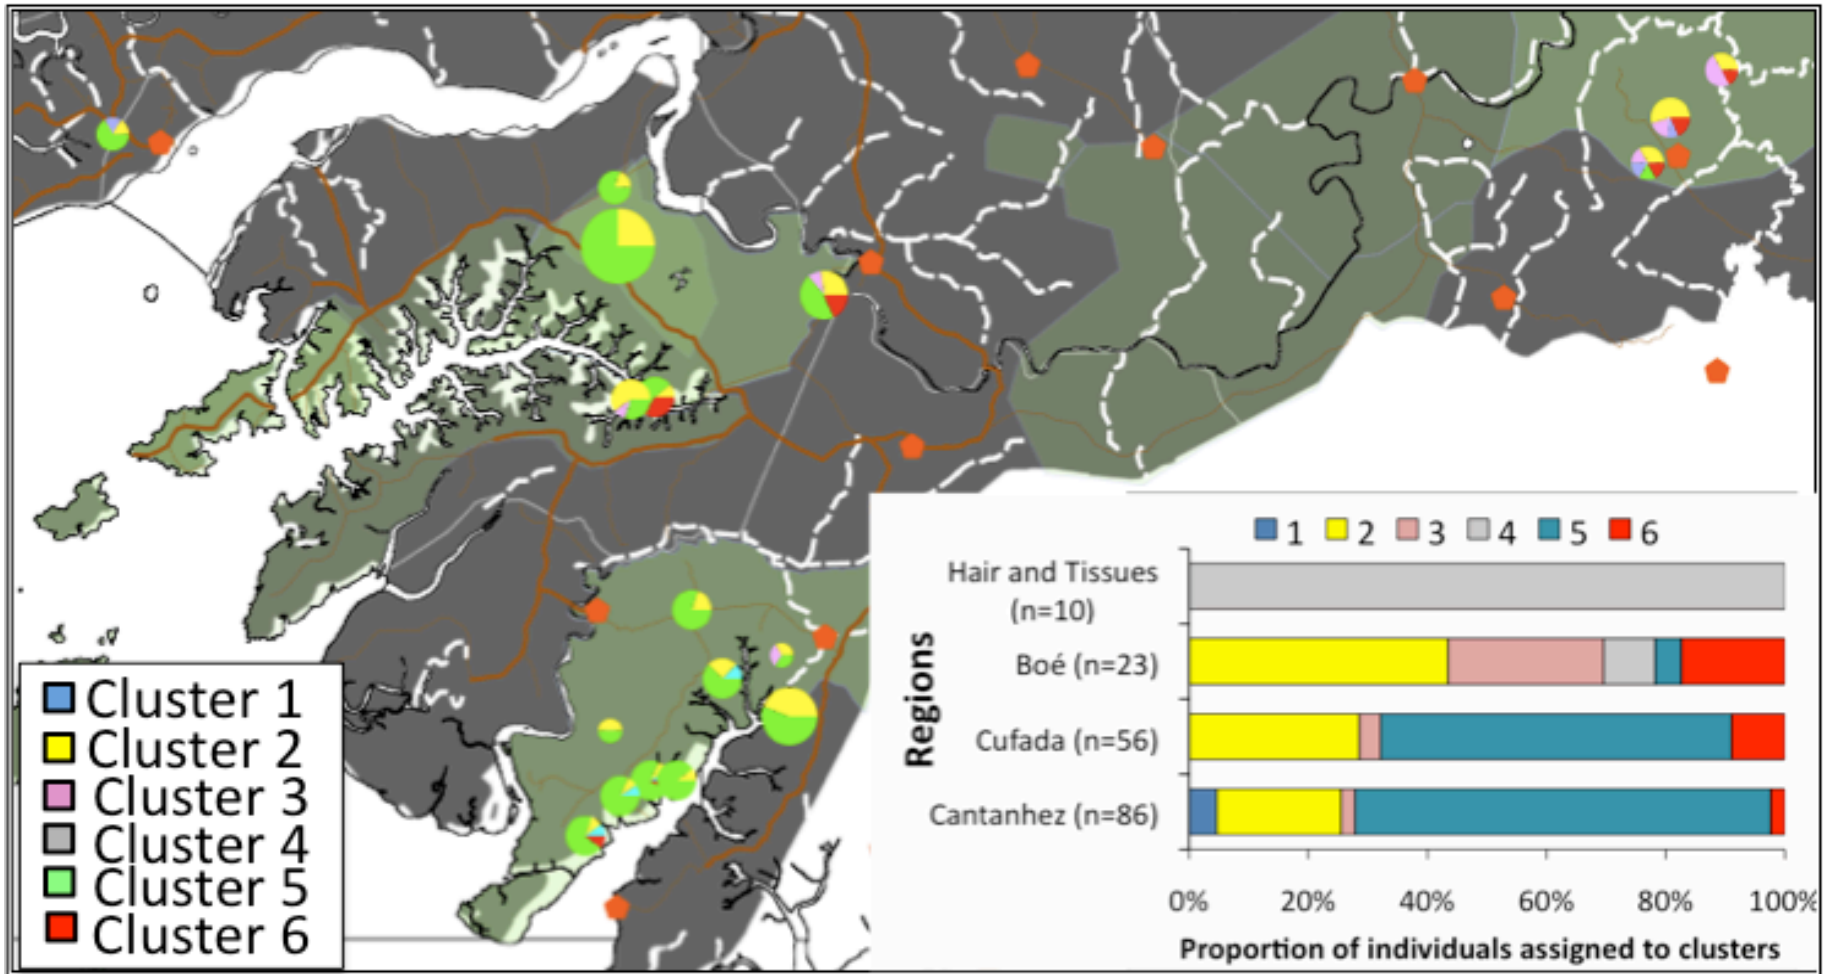 Cluster 1
Cluster 2
Cluster 3
Cluster 4
Cluster 5
Cluster 6
1 2 3 4 5 6
Regions
Hair and Tissues
(n=10)
Boé (n=23)
Cufada (n=56)
Cantanhez (n=86)
0% 20% 40% 60% 80% 100%
Proportion of individuals assigned to clusters